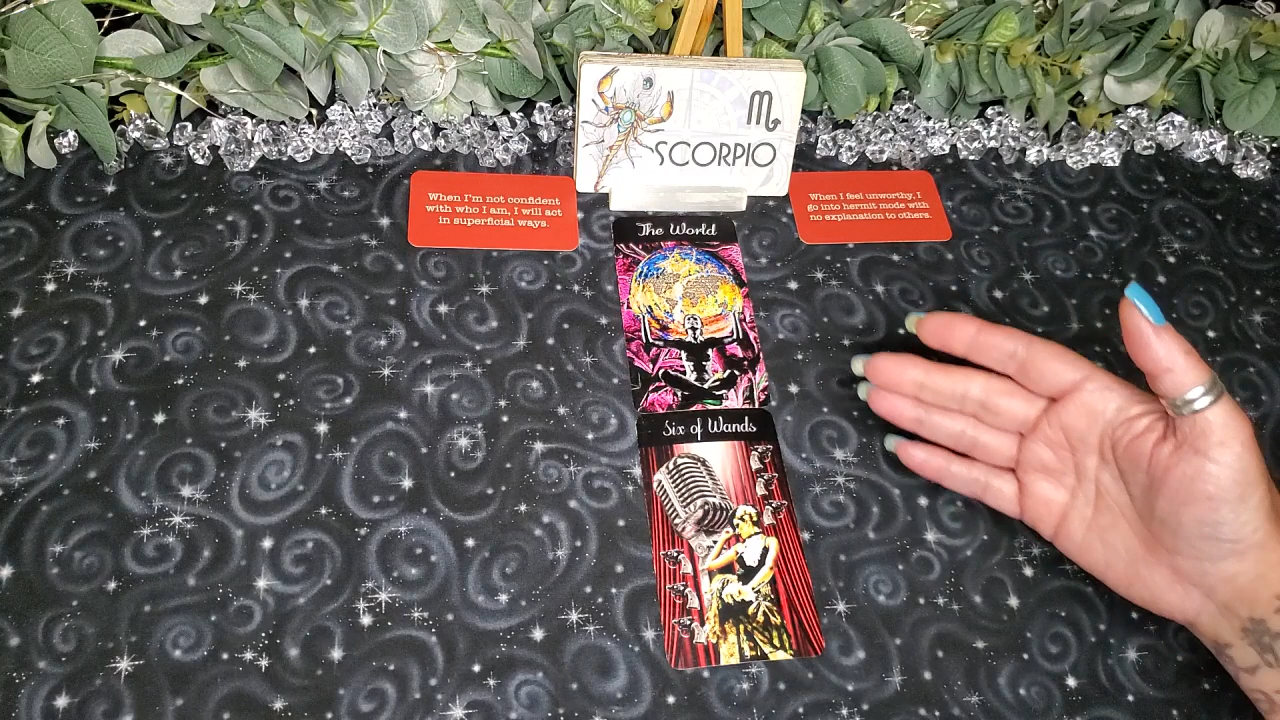 ♏
SCORPIO
When I'm not confident
with who I am, I will act
in superficial ways.
When I feel unworthy, I
go into hermit mode with
no explanation to others.
The World
Six of Wands